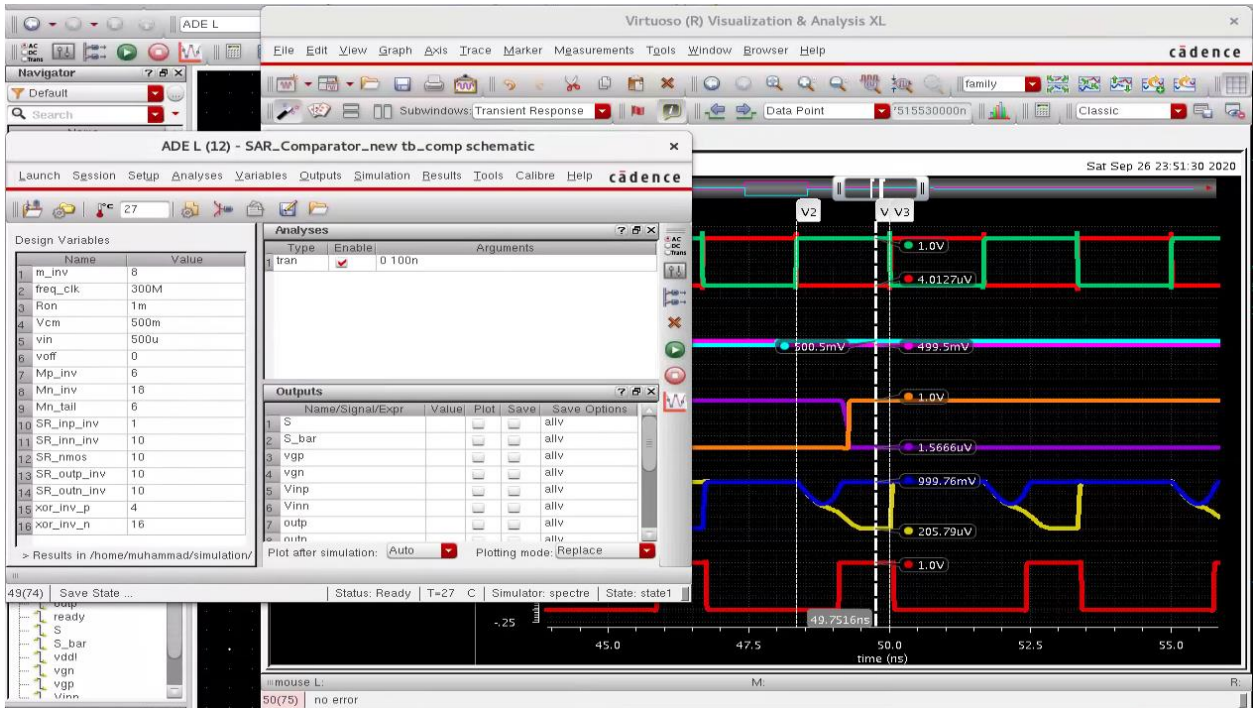 ADE L
Virtuoso (R) Visualization & Analysis XL
File Edit View Graph Axis Trace Marker Measurements Tools Window Browser Help
cādence
Navigator
Default
Search
family
Subwindows: Transient Response
Data Point
"515530000n
Classic
Sat Sep 26 23:51:30 2020
ADE L (12) - SAR_Comparator_new tb_comp schematic
Launch Session Setup Analyses Variables Outputs Simulation Results Tools Calibre Help cādence
27
Design Variables
Name Value
1 m_inv 8
2 freq_clk 300M
3 Ron 1m
4 Vcm 500m
5 vin 500u
6 voff 0
7 Mp_inv 6
8 Mn_inv 18
9 Mn_tail 6
10 SR_inp_inv 1
11 SR_inn_inv 10
12 SR_nmos 10
13 SR_outp_inv 10
14 SR_outn_inv 10
15 xor_inv_p 4
16 xor_inv_n 16
> Results in /home/muhammad/simulation/
Analyses
Type Enable Arguments
1 tran 0 100n
AC
DC
Trans
Outputs
Name/Signal/Expr Value Plot Save Save Options
1 S allv
2 S_bar allv
3 vgp allv
4 vgn allv
5 Vinp allv
6 Vinn allv
7 outp allv
8 outn allv
Plot after simulation: Auto Plotting mode: Replace
49(74) Save State ... Status: Ready T=27 C Simulator: spectre State: state1
V2 V V3
1.0V
4.0127uV
500.5mV 499.5mV
1.0V
1.5666uV
999.76mV
205.79uV
1.0V
49.7516ns
-.25
45.0 47.5 50.0 52.5 55.0
time (ns)
outp
ready
S
S_bar
vdd!
vgn
vgp
Vinn
mouse L: M: R:
50(75) no error